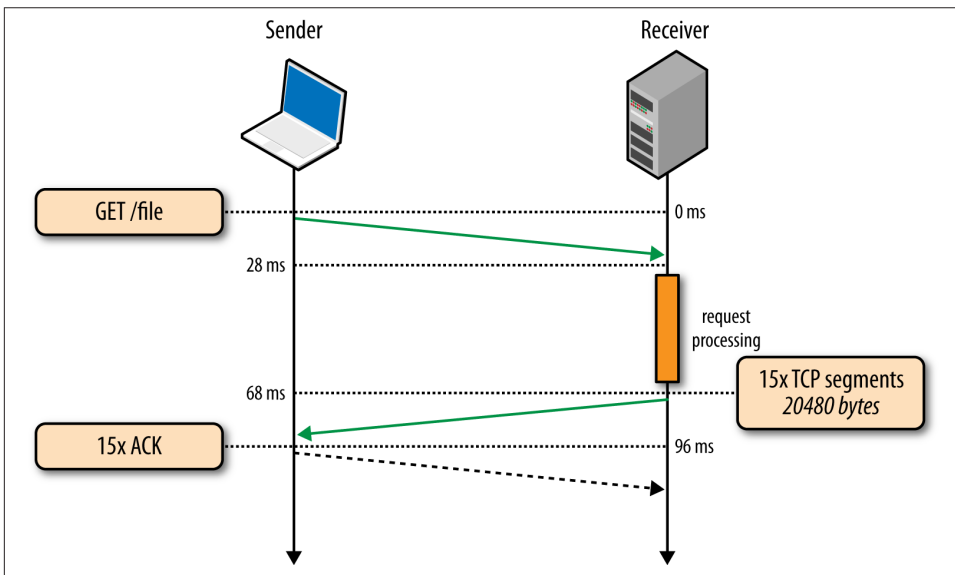 Sender
Receiver
GET /file
0 ms
28 ms
request
processing
68 ms
15x TCP segments
20480 bytes
15x ACK
96 ms